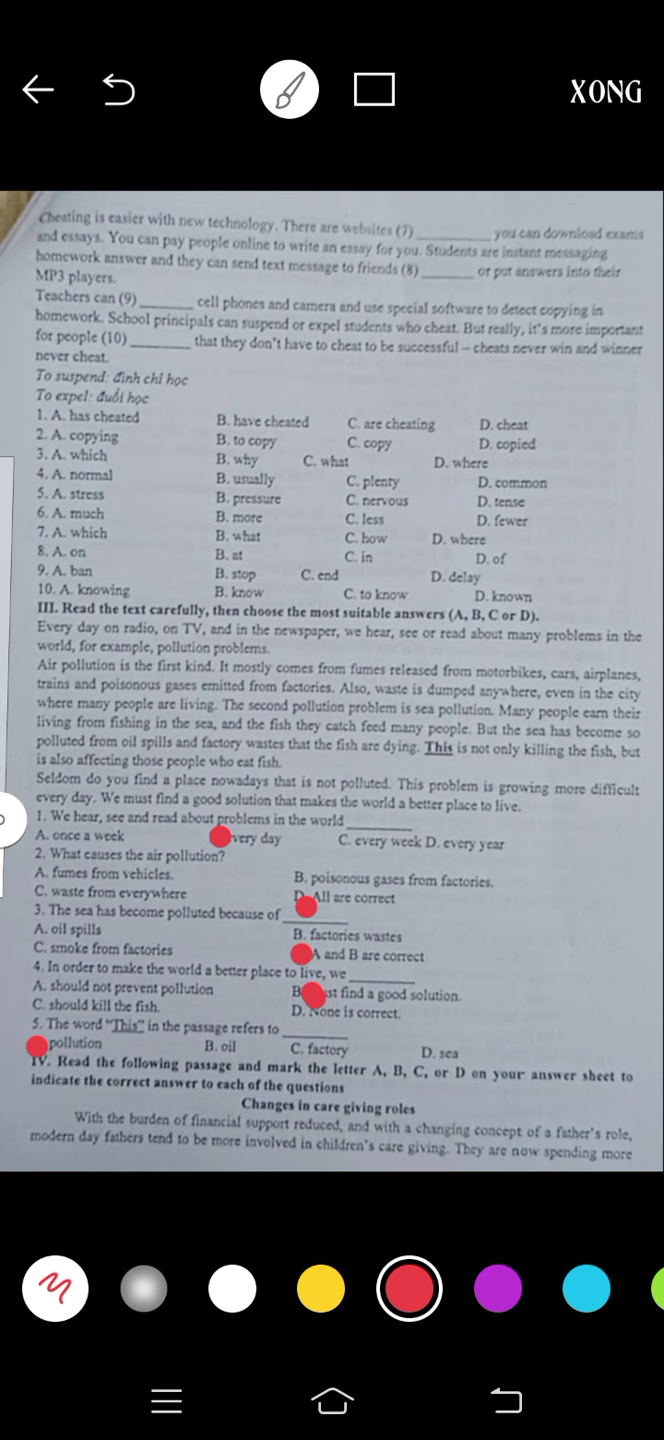 XONG
Cheating is easier with new technology. There are websites (7) ________ you can download exams
and essays. You can pay people online to write an essay for you. Students are instant messaging
homework answer and they can send text message to friends (8) ________ or put answers into their
MP3 players.
Teachers can (9) ________ cell phones and camera and use special software to detect copying in
homework. School principals can suspend or expel students who cheat. But really, it's more important
for people (10) ________ that they don't have to cheat to be successful – cheats never win and winner
never cheat.
To suspend: đình chỉ học
To expel: đuổi học
1. A. has cheated B. have cheated C. are cheating D. cheat
2. A. copying B. to copy C. copy D. copied
3. A. which B. why C. what D. where
4. A. normal B. usually C. plenty D. common
5. A. stress B. pressure C. nervous D. tense
6. A. much B. more C. less D. fewer
7. A. which B. what C. how D. where
8. A. on B. at C. in D. of
9. A. ban B. stop C. end D. delay
10. A. knowing B. know C. to know D. known
III. Read the text carefully, then choose the most suitable answers (A, B, C or D).
Every day on radio, on TV, and in the newspaper, we hear, see or read about many problems in the
world, for example, pollution problems.
Air pollution is the first kind. It mostly comes from fumes released from motorbikes, cars, airplanes,
trains and poisonous gases emitted from factories. Also, waste is dumped anywhere, even in the city
where many people are living. The second pollution problem is sea pollution. Many people earn their
living from fishing in the sea, and the fish they catch feed many people. But the sea has become so
polluted from oil spills and factory wastes that the fish are dying. This is not only killing the fish, but
is also affecting those people who eat fish.
Seldom do you find a place nowadays that is not polluted. This problem is growing more difficult
every day. We must find a good solution that makes the world a better place to live.
1. We hear, see and read about problems in the world ________
A. once a week very day C. every week D. every year
2. What causes the air pollution?
A. fumes from vehicles. B. poisonous gases from factories.
C. waste from everywhere D. All are correct
3. The sea has become polluted because of ________
A. oil spills B. factories wastes
C. smoke from factories A and B are correct
4. In order to make the world a better place to live, we ________
A. should not prevent pollution B st find a good solution.
C. should kill the fish. D. None is correct.
5. The word "This" in the passage refers to ________
pollution B. oil C. factory D. sea
IV. Read the following passage and mark the letter A, B, C, or D on your answer sheet to
indicate the correct answer to each of the questions
Changes in care giving roles
With the burden of financial support reduced, and with a changing concept of a father's role,
modern day fathers tend to be more involved in children's care giving. They are now spending more